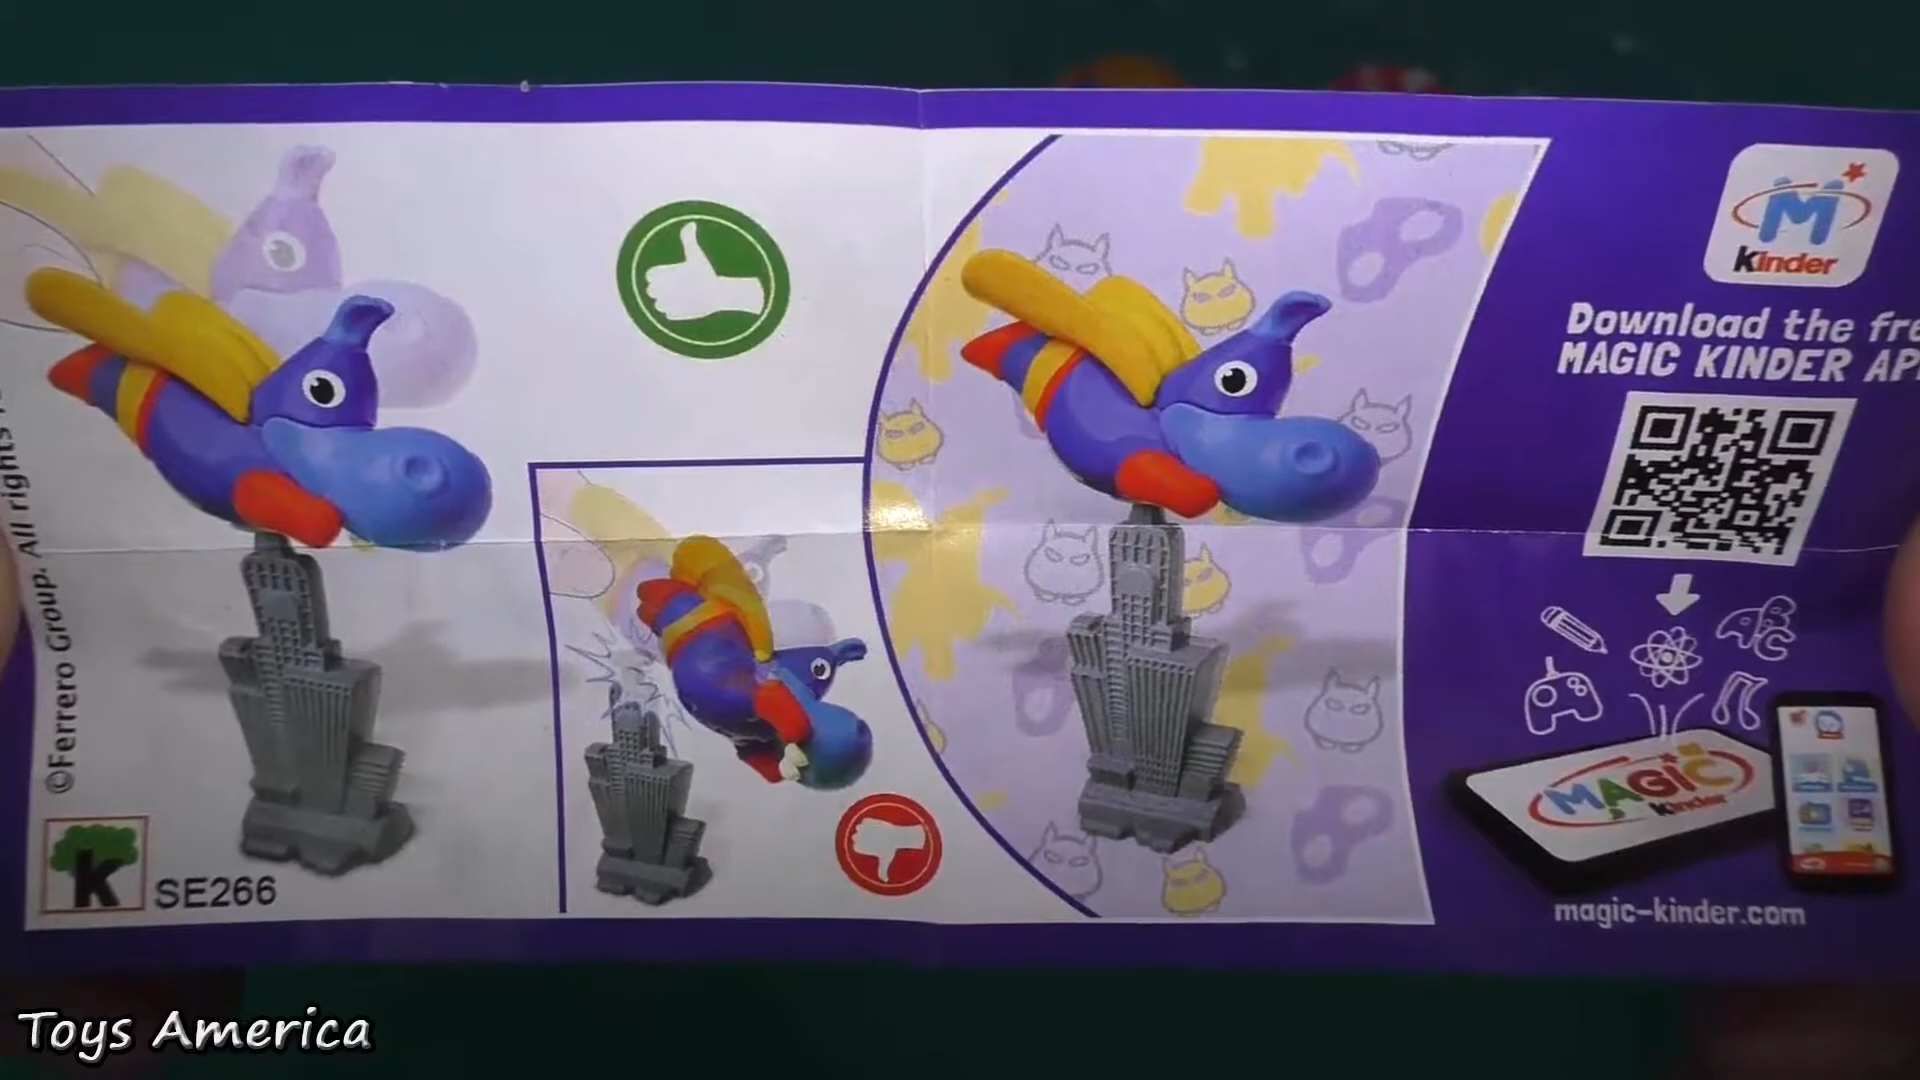 ©Ferrero Group. All rights
k
SE266
M
Kinder
Download the fre
MAGIC KINDER AP
ABC
MAGIC
Kinder
magic-kinder.com
Toys America